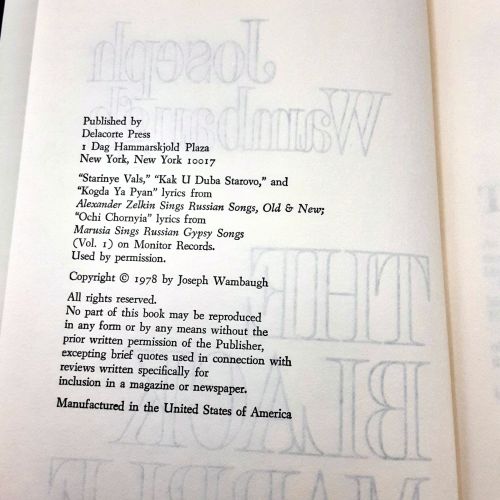 Joseph
Wambaugh
Published by
Delacorte Press
1 Dag Hammarskjold Plaza
New York, New York 10017
"Starinye Vals," "Kak U Duba Starovo," and
"Kogda Ya Pyan" lyrics from
Alexander Zelkin Sings Russian Songs, Old & New;
"Ochi Chornyia" lyrics from
Marusia Sings Russian Gypsy Songs
(Vol. 1) on Monitor Records.
Used by permission.
Copyright © 1978 by Joseph Wambaugh
All rights reserved.
No part of this book may be reproduced
in any form or by any means without the
prior written permission of the Publisher,
excepting brief quotes used in connection with
reviews written specifically for
inclusion in a magazine or newspaper.
Manufactured in the United States of America
THE
BLACK
MARBLE